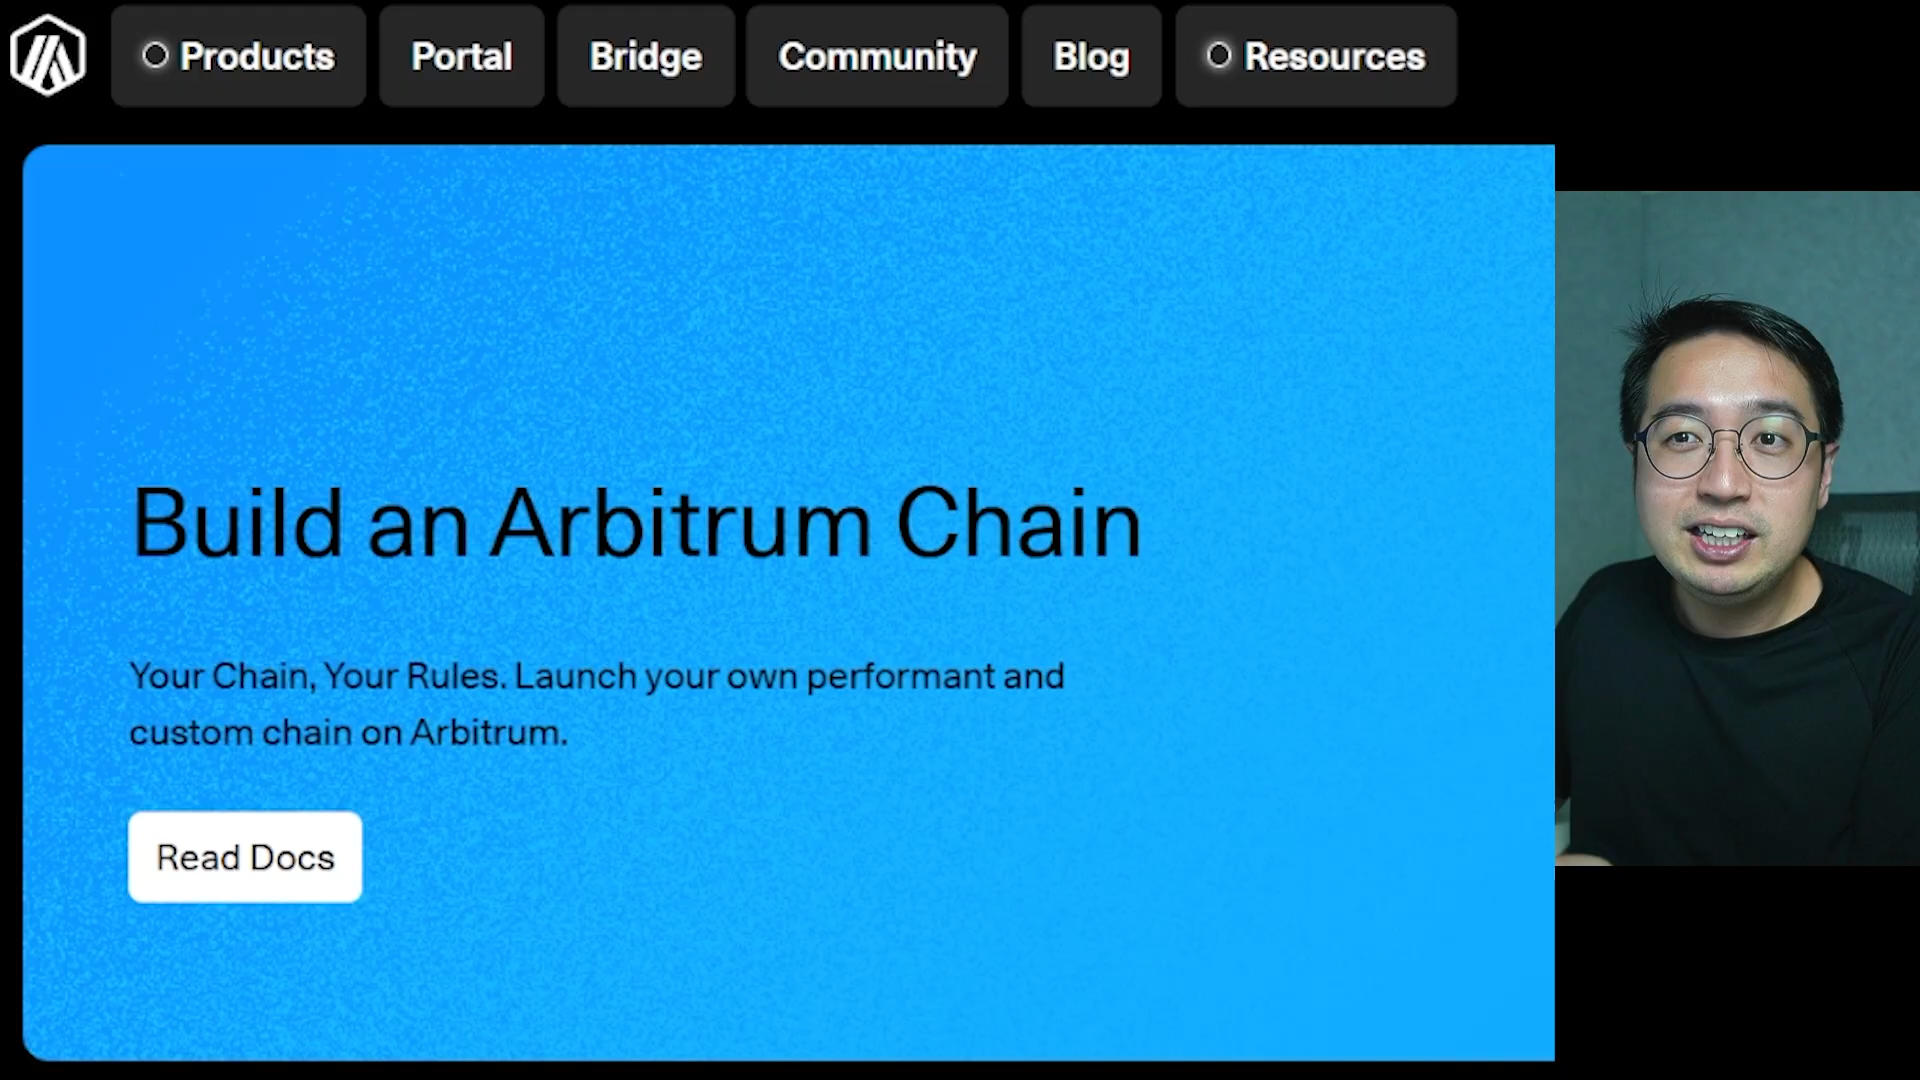 Products
Portal
Bridge
Community
Blog
Resources
Build an Arbitrum Chain
Your Chain, Your Rules. Launch your own performant and
custom chain on Arbitrum.
Read Docs